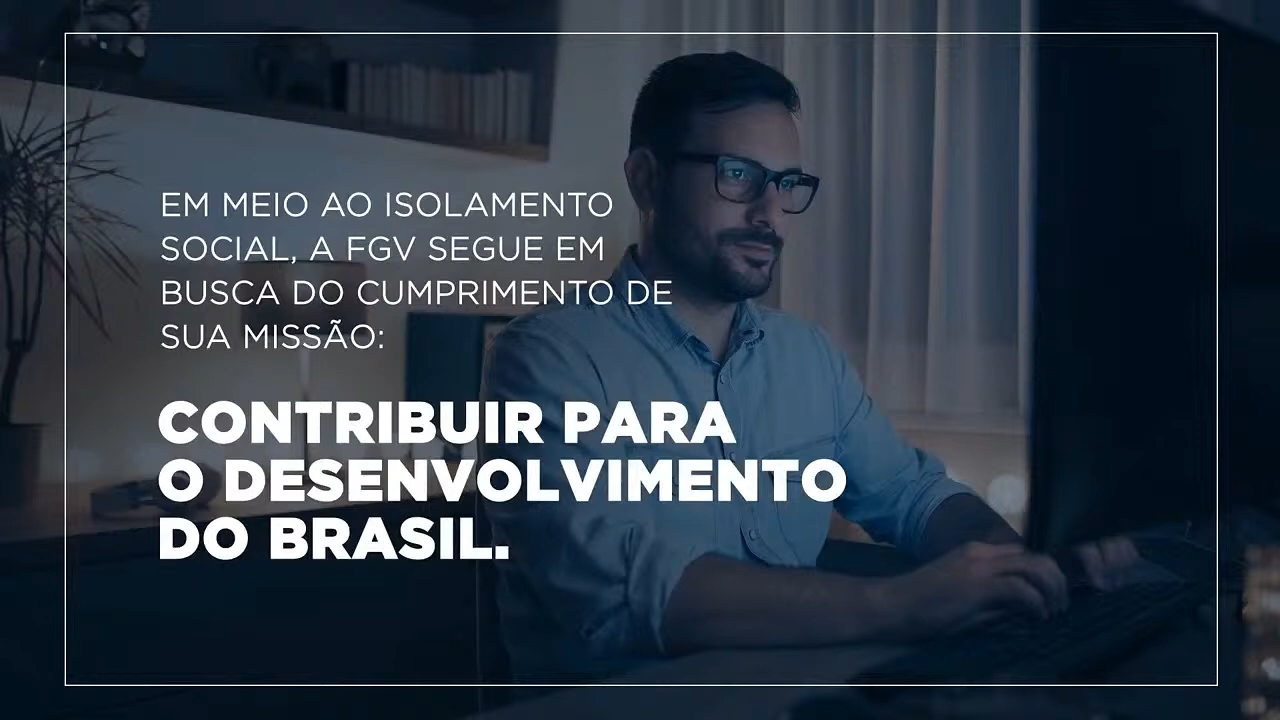 EM MEIO AO ISOLAMENTO
SOCIAL, A FGV SEGUE EM
BUSCA DO CUMPRIMENTO DE
SUA MISSÃO:
CONTRIBUIR PARA
O DESENVOLVIMENTO
DO BRASIL.